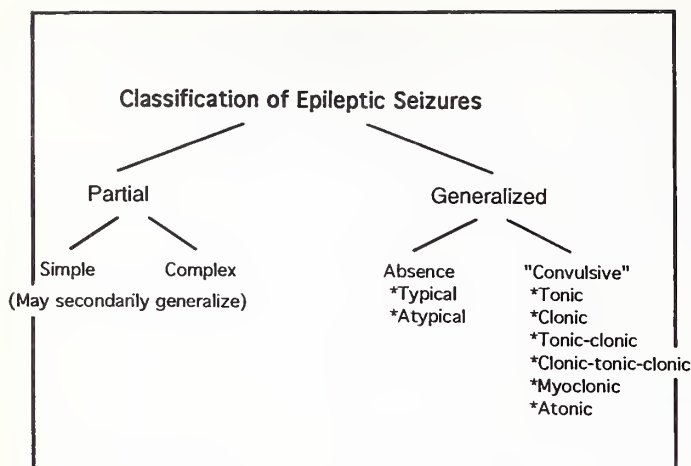 Classification of Epileptic Seizures
Partial
Generalized
Simple
Complex
(May secondarily generalize)
Absence
*Typical
*Atypical
"Convulsive"
*Tonic
*Clonic
*Tonic-clonic
*Clonic-tonic-clonic
*Myoclonic
*Atonic